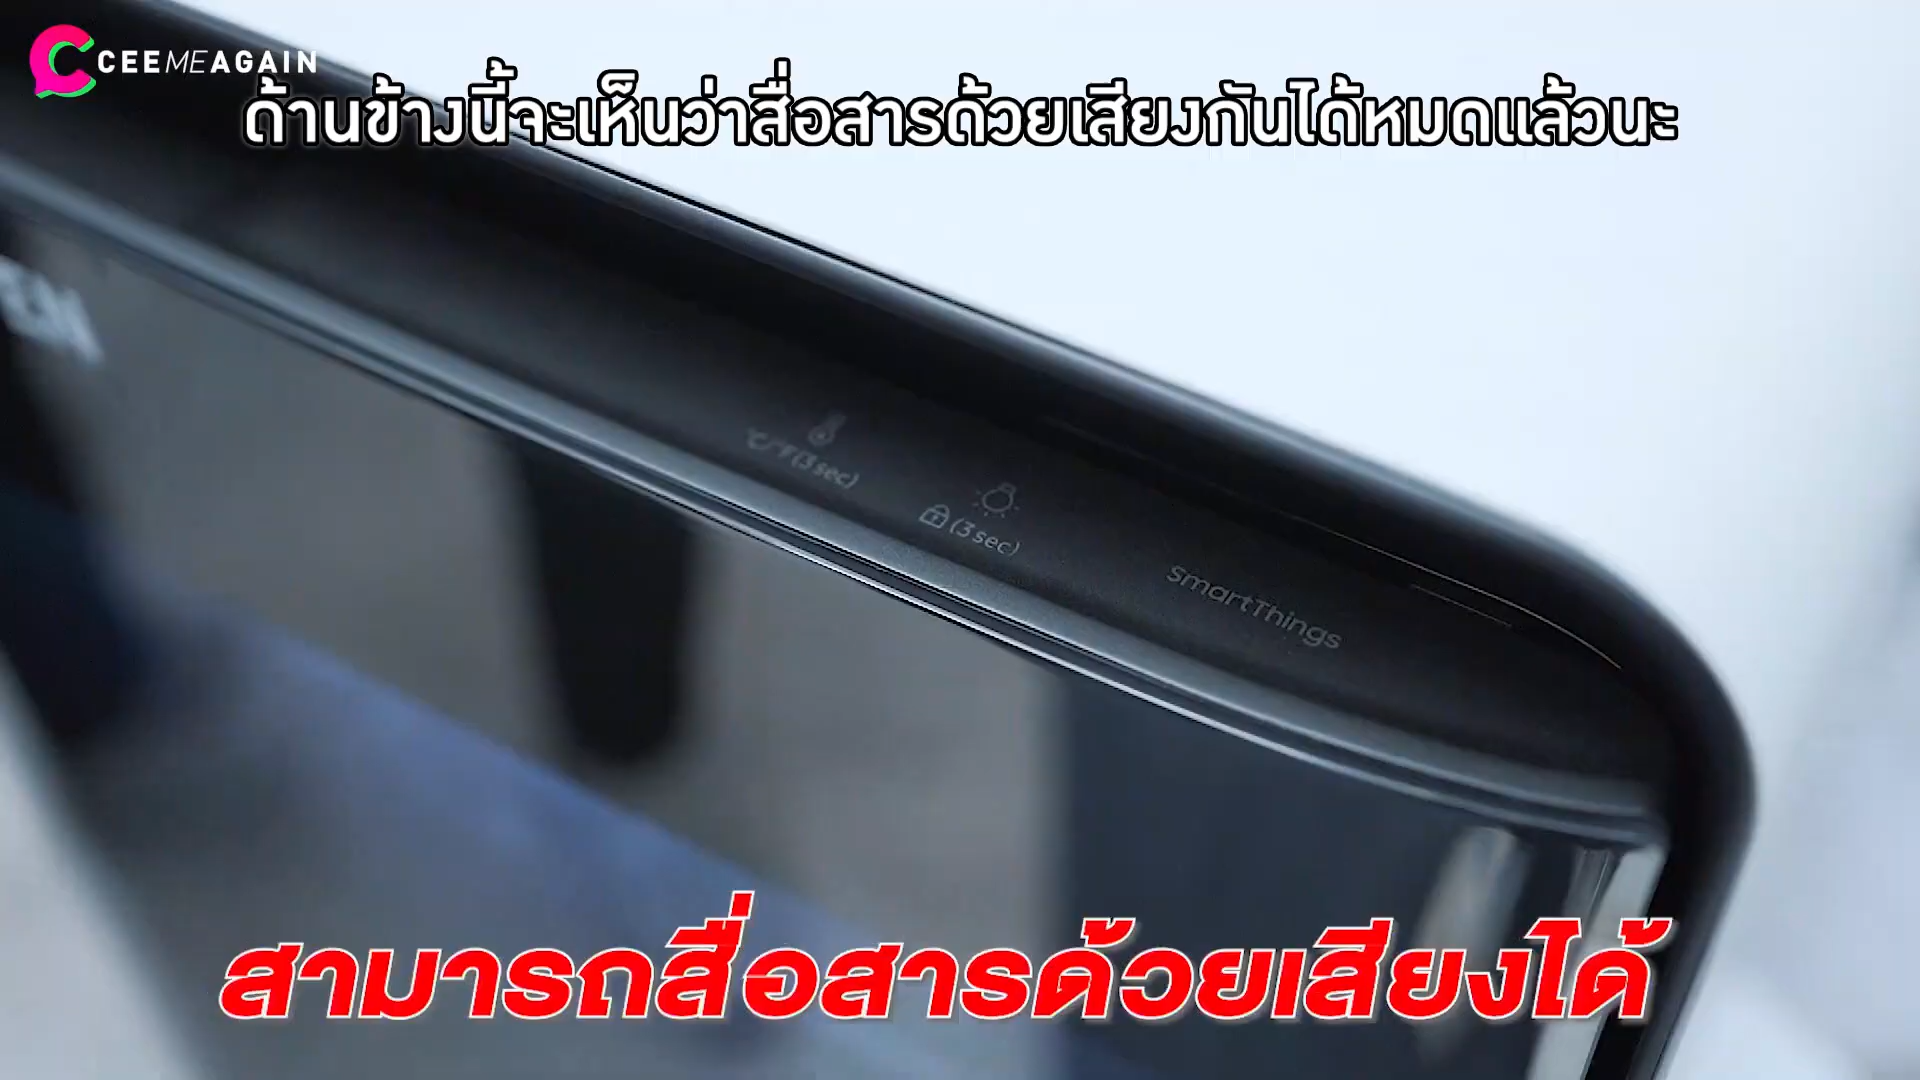 CEEMEAGAIN
ด้านข้างนี้จะเห็นว่าสื่อสารด้วยเสียงกันได้หมดแล้วนะ
°C/°F (3 sec)
(3 sec)
SmartThings
สามารถสื่อสารด้วยเสียงได้